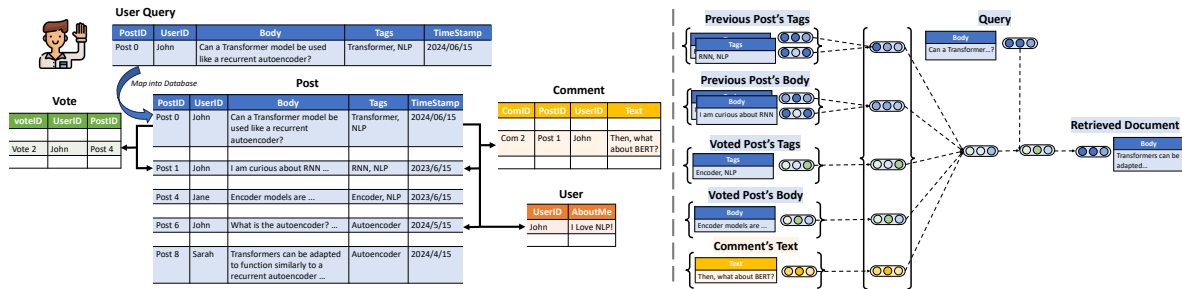 User Query
PostID UserID Body Tags TimeStamp
Post 0 John Can a Transformer model be used Transformer, NLP 2024/06/15
like a recurrent autoencoder?
Map into Database
Post
PostID UserID Body Tags TimeStamp
Post 0 John Can a Transformer model be Transformer, 2024/06/15
used like a recurrent NLP
autoencoder?
Post 1 John I am curious about RNN ... RNN, NLP 2023/6/15
Post 4 Jane Encoder models are ... Encoder, NLP 2023/6/15
Post 6 John What is the autoencoder? ... Autoencoder 2024/5/15
Post 8 Sarah Transformers can be adapted Autoencoder 2024/4/15
to function similarly to a
recurrent autoencoder ...
Vote
voteID UserID PostID
Vote 2 John Post 4
Comment
ComID PostID UserID Text
Com 2 Post 1 John Then, what
about BERT?
User
UserID AboutMe
John I Love NLP!
Previous Post's Tags
Tags
RNN, NLP
Previous Post's Body
Body
I am curious about RNN
Voted Post's Tags
Tags
Encoder, NLP
Voted Post's Body
Body
Encoder models are ...
Comment's Text
Text
Then, what about BERT?
Query
Body
Can a Transformer...?
Retrieved Document
Body
Transformers can be
adapted...